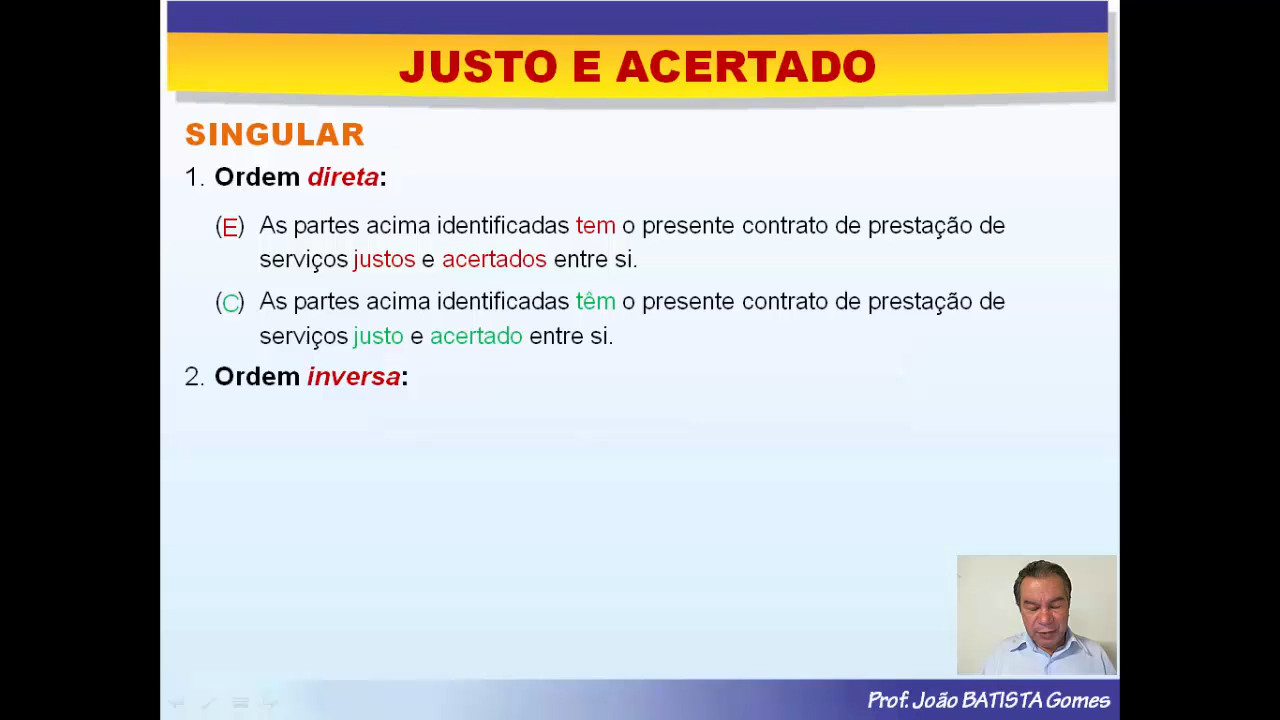 JUSTO E ACERTADO
SINGULAR
1. Ordem direta:
(E) As partes acima identificadas tem o presente contrato de prestação de
serviços justos e acertados entre si.
(C) As partes acima identificadas têm o presente contrato de prestação de
serviços justo e acertado entre si.
2. Ordem inversa:
Prof. João BATISTA Gomes